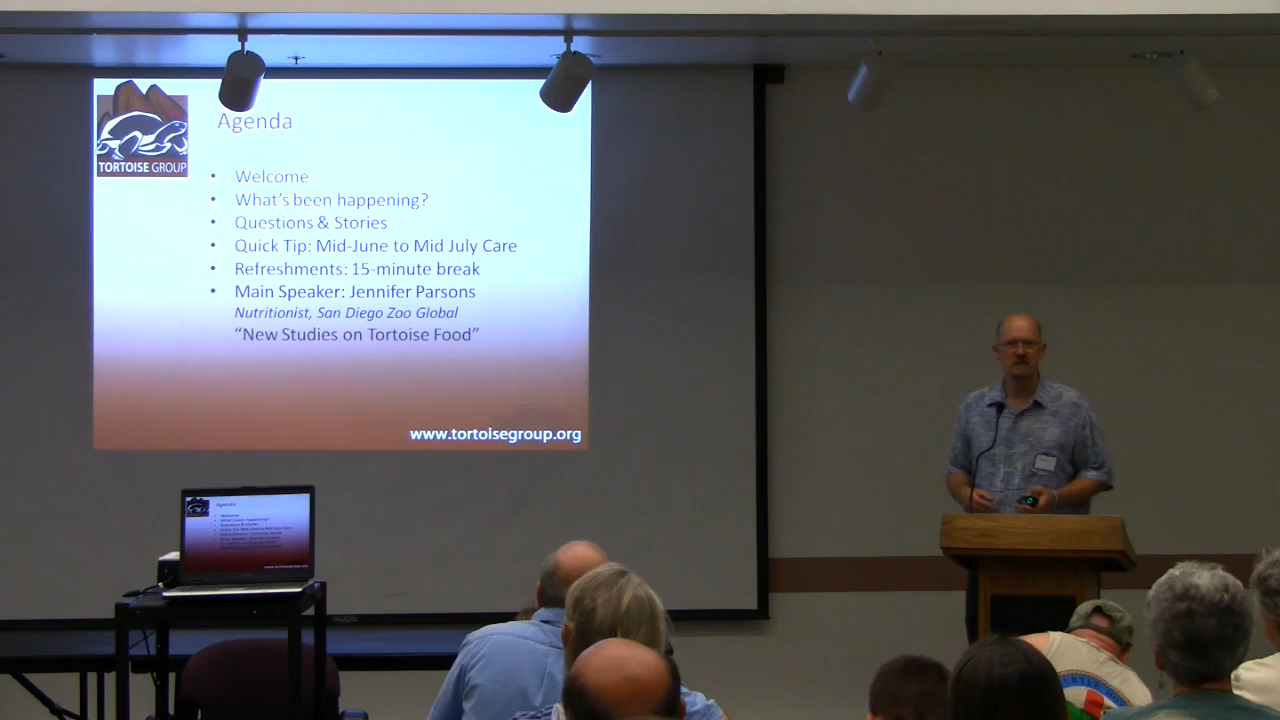 TORTOISE GROUP
Agenda
• Welcome
• What's been happening?
• Questions & Stories
• Quick Tip: Mid-June to Mid July Care
• Refreshments: 15-minute break
• Main Speaker: Jennifer Parsons
Nutritionist, San Diego Zoo Global
“New Studies on Tortoise Food”
www.tortoisegroup.org
Agenda